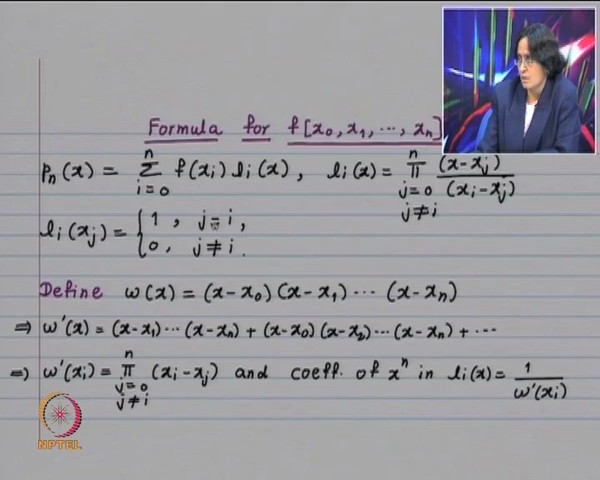 Formula for f[x₀, x₁, ⋯, xₙ]
pₙ(x) = Σ_{i=0}^{n} f(xᵢ) lᵢ(x), lᵢ(x) = Π_{j=0, j≠i}^{n} (x-xⱼ)/(xᵢ-xⱼ)
lᵢ(xⱼ) = { 1, j=i, 0, j≠i.
Define ω(x) = (x-x₀)(x-x₁) ⋯ (x-xₙ)
⇒ ω'(x) = (x-x₁)⋯(x-xₙ) + (x-x₀)(x-x₂)⋯(x-xₙ) + ⋯
⇒ ω'(xᵢ) = Π_{j=0, j≠i}^{n} (xᵢ-xⱼ) and coeff. of xⁿ in lᵢ(x) = 1/ω'(xᵢ)
NPTEL